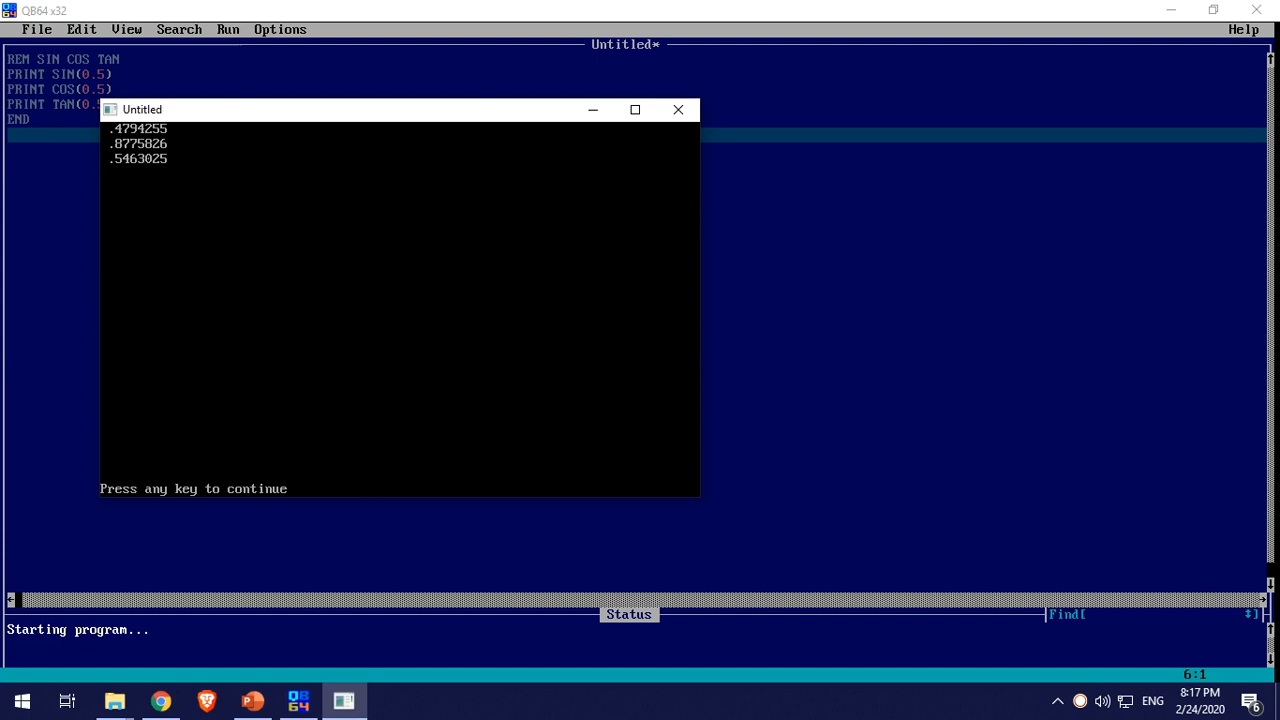 QB64 x32
File Edit View Search Run Options Help
Untitled*
REM SIN COS TAN
PRINT SIN(0.5)
PRINT COS(0.5)
PRINT TAN(0.5
END
Untitled
.4794255
.8775826
.5463025
Press any key to continue
Status
Find[
Starting program...
6:1
QB64
ENG
8:17 PM
2/24/2020
6